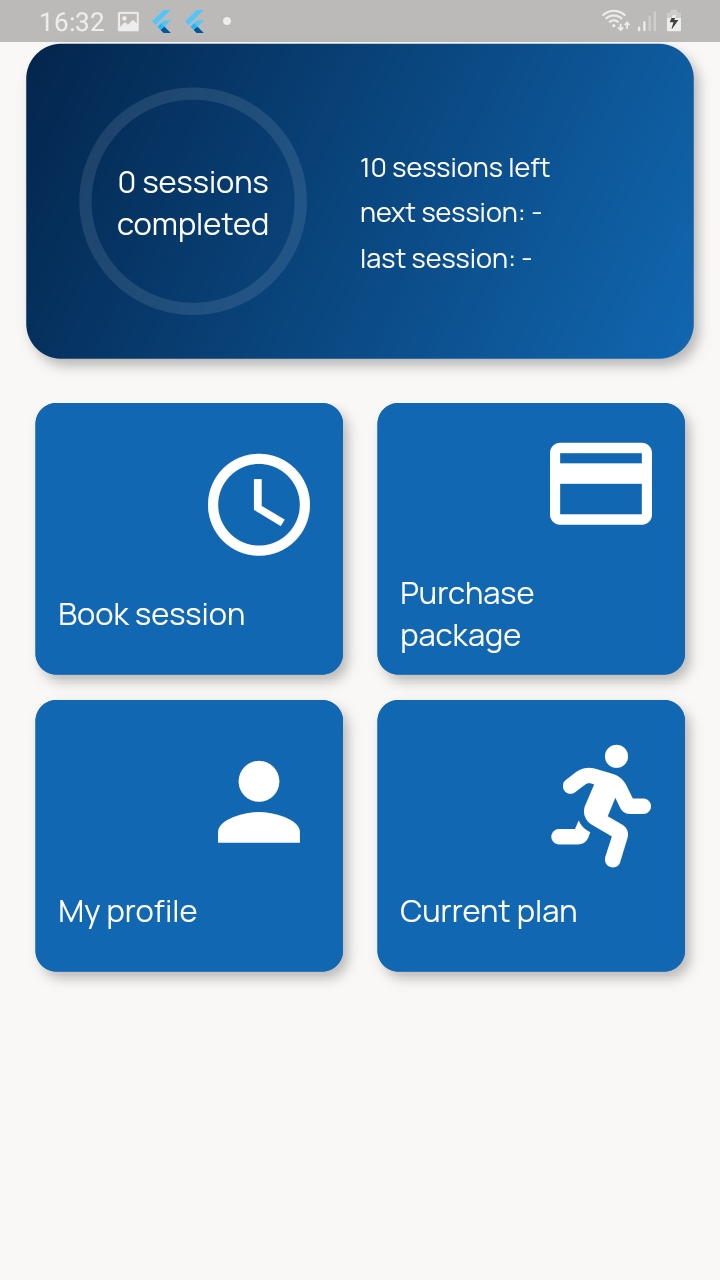 16:32
0 sessions
completed
10 sessions left
next session: -
last session: -
Book session
Purchase
package
My profile
Current plan